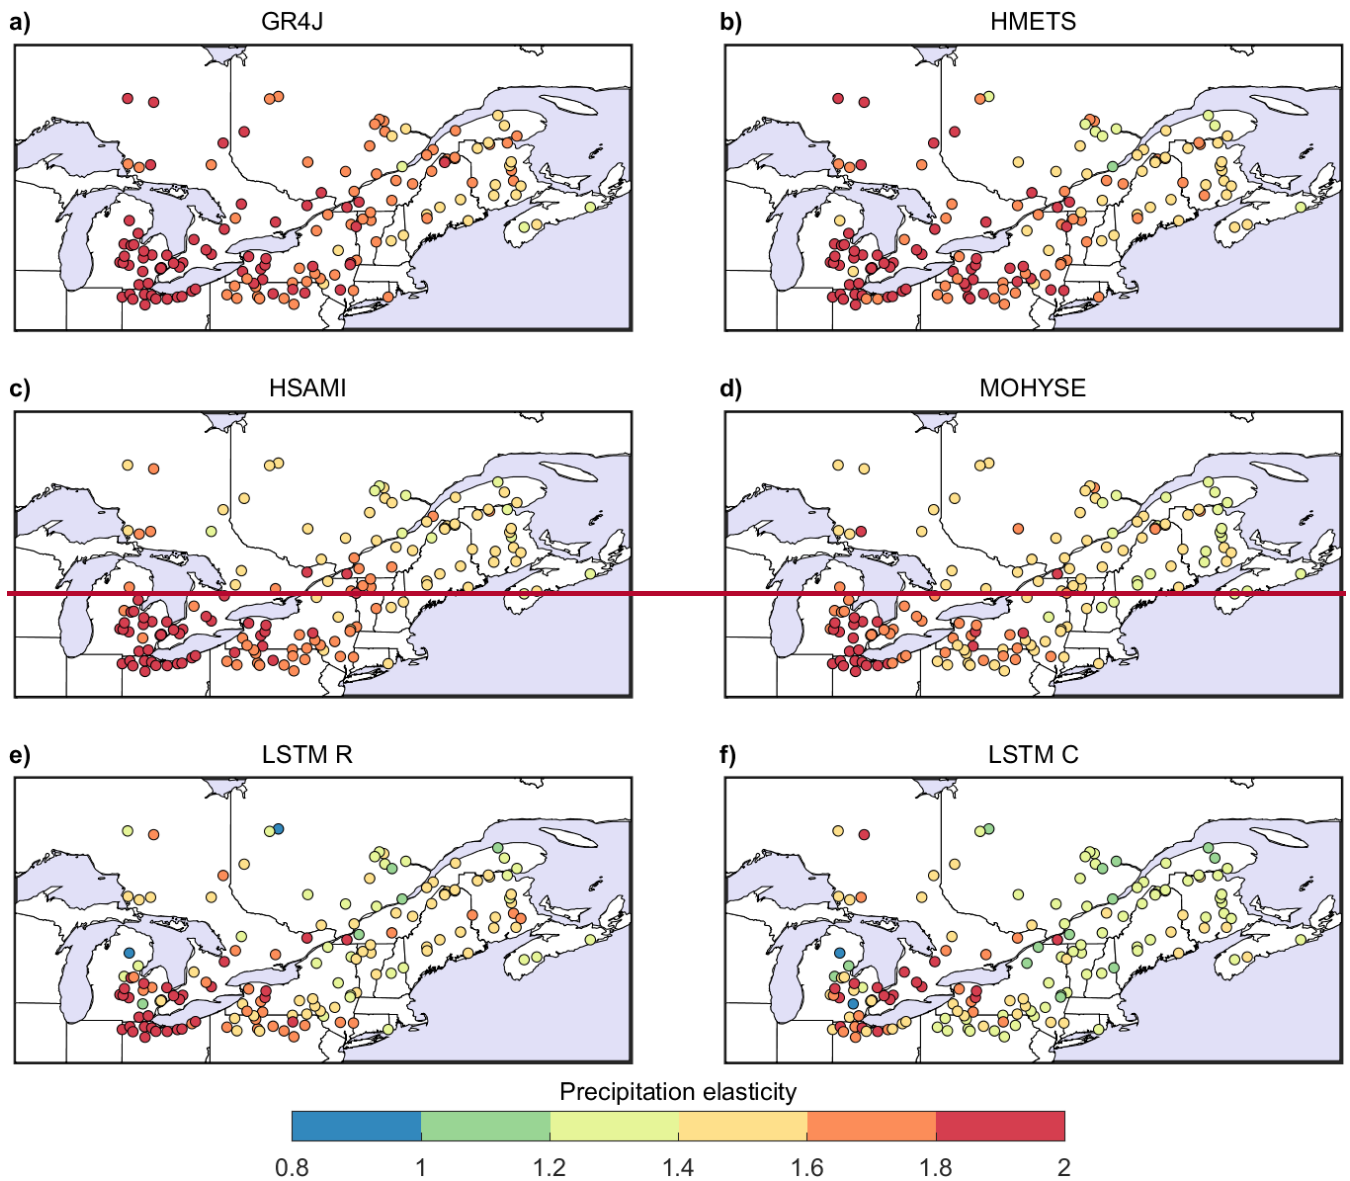 a) GR4J
b) HMETS
c) HSAMI
d) MOHYSE
e) LSTM R
f) LSTM C
Precipitation elasticity
0.8 1 1.2 1.4 1.6 1.8 2